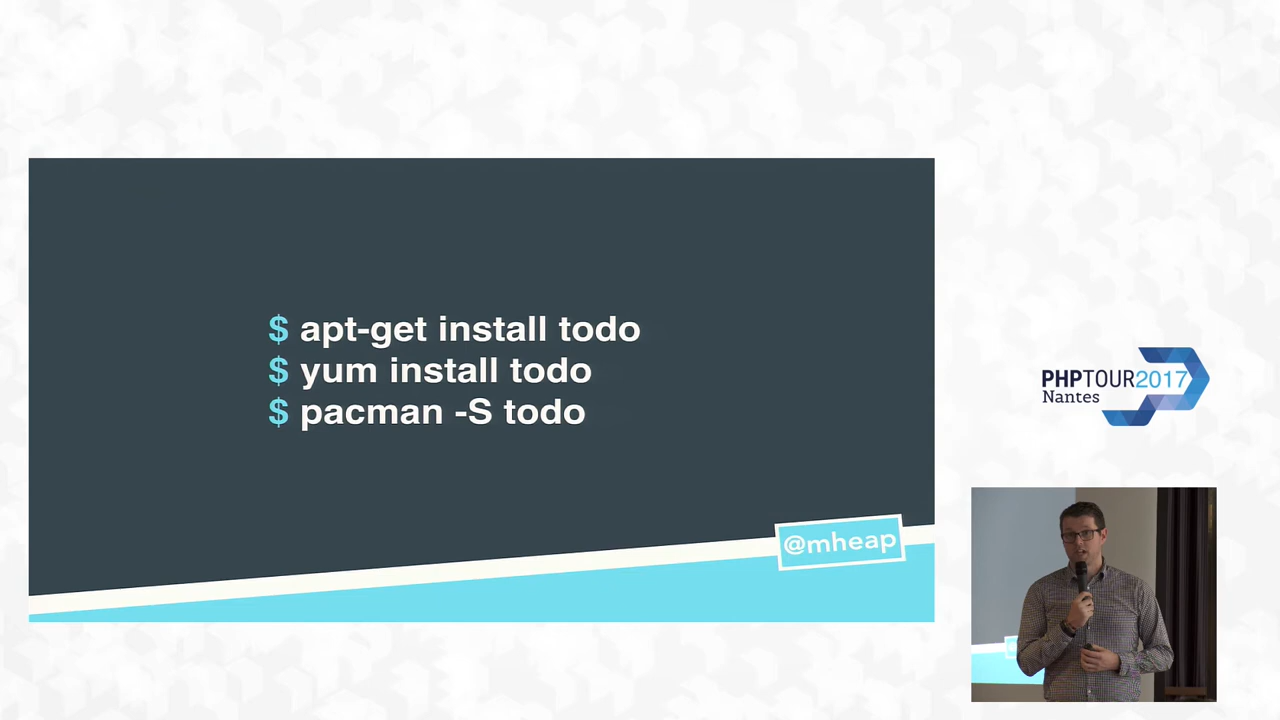 $ apt-get install todo
$ yum install todo
$ pacman -S todo
@mheap
PHPTOUR2017
Nantes